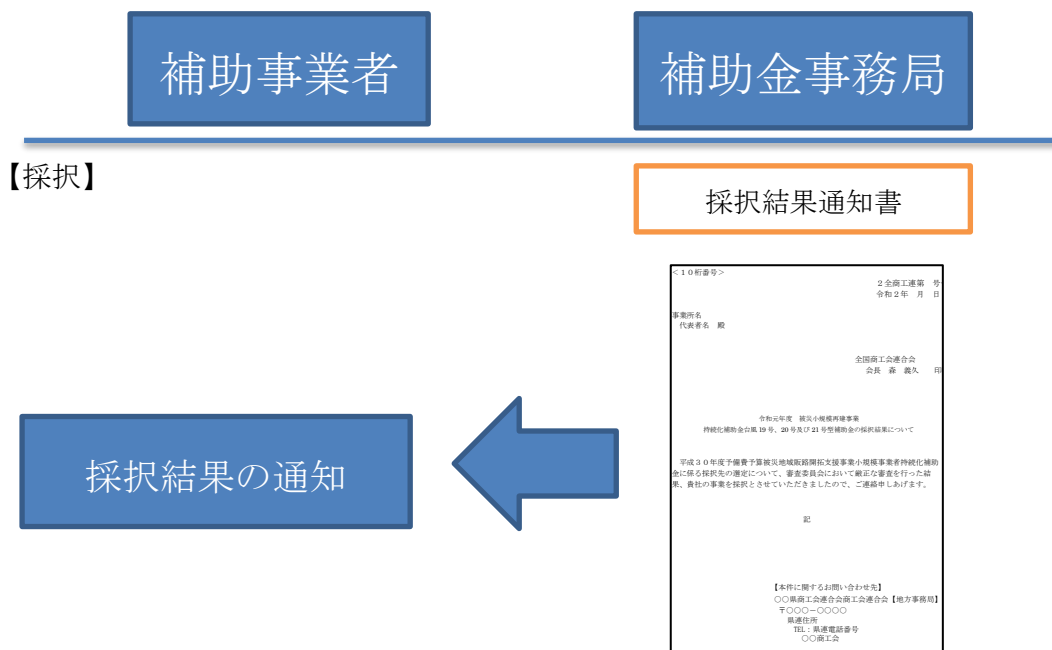 補助事業者
補助金事務局
【採択】
採択結果通知書
<10桁番号>
2全商工連第 号
令和2年 月 日
事業所名
代表者名 殿
全国商工会連合会
会長 森 義久 印
令和元年度 被災小規模再建事業
持続化補助金台風19号、20号及び21号型補助金の採択結果について
平成30年度予備費予算被災地域販路開拓支援事業小規模事業者持続化補助
金に係る採択先の選定について、審査委員会において厳正な審査を行った結
果、貴社の事業を採択とさせていただきましたので、ご連絡申しあげます。
記
採択結果の通知
【本件に関するお問い合わせ先】
○○県商工会連合会商工会連合会【地方事務局】
〒○○○-○○○○
県連住所
TEL:県連電話番号
○○商工会